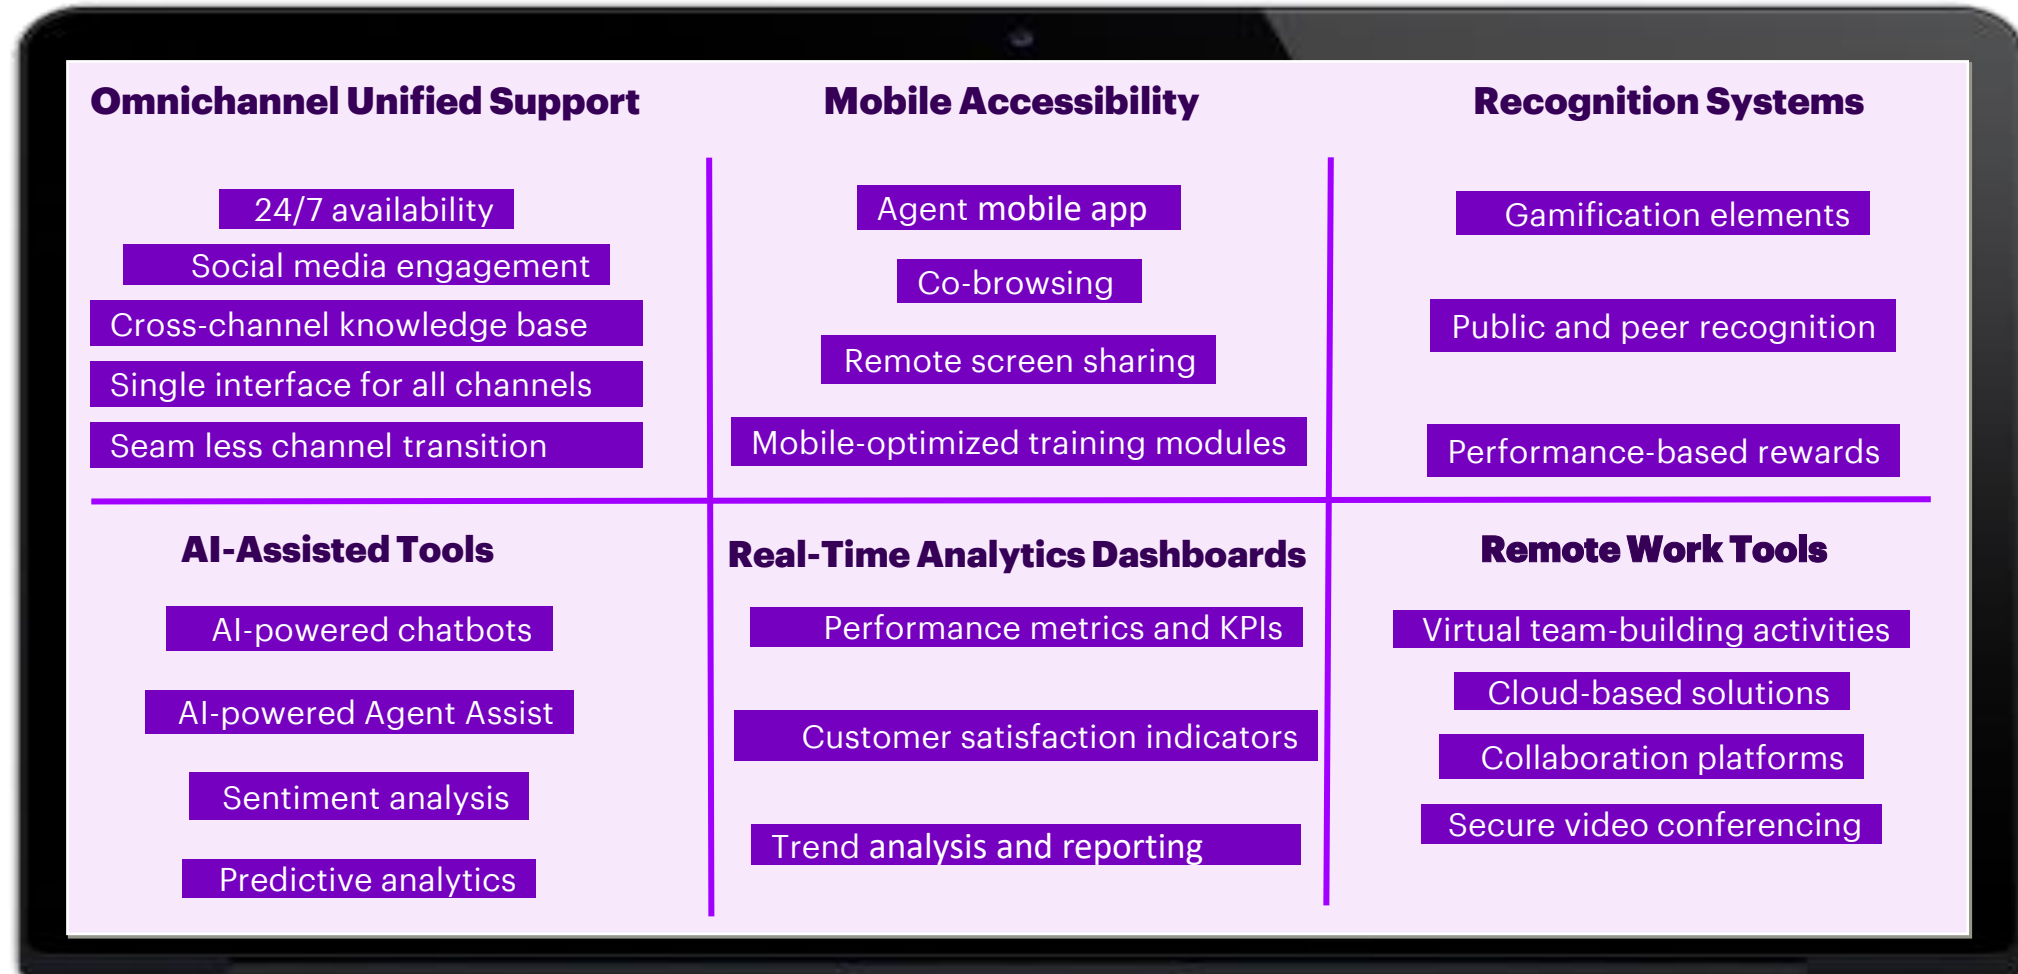 Omnichannel Unified Support
24/7 availability
Social media engagement
Cross-channel knowledge base
Single interface for all channels
Seam less channel transition
Mobile Accessibility
Agent mobile app
Co-browsing
Remote screen sharing
Mobile-optimized training modules
Recognition Systems
Gamification elements
Public and peer recognition
Performance-based rewards
AI-Assisted Tools
AI-powered chatbots
AI-powered Agent Assist
Sentiment analysis
Predictive analytics
Real-Time Analytics Dashboards
Performance metrics and KPIs
Customer satisfaction indicators
Trend analysis and reporting
Remote Work Tools
Virtual team-building activities
Cloud-based solutions
Collaboration platforms
Secure video conferencing